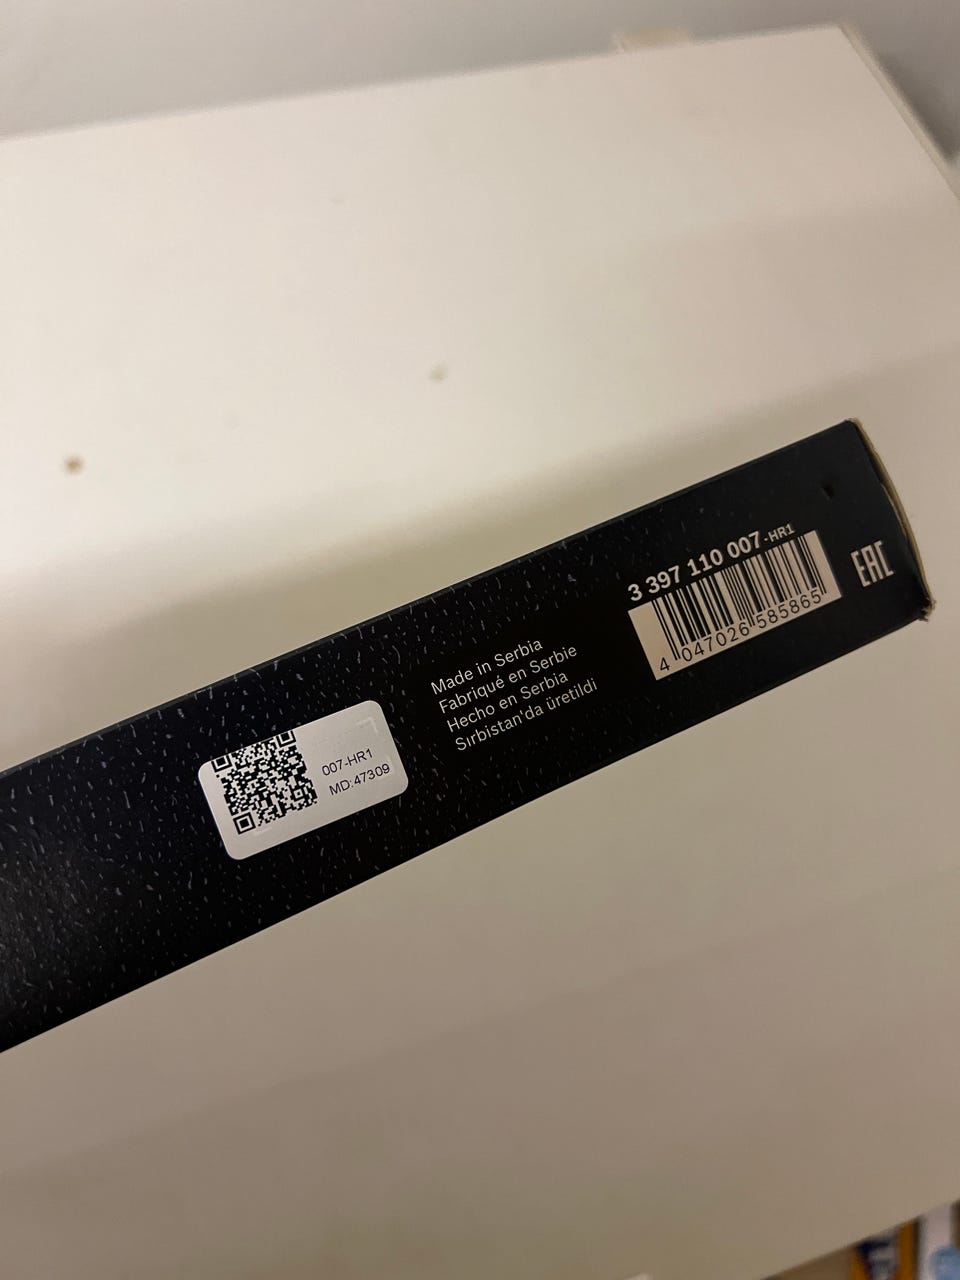 3 397 110 007-HR1
4 047026 585865
EAC
Made in Serbia
Fabriqué en Serbie
Hecho en Serbia
Sırbistan'da üretildi
007-HR1
MD:47309